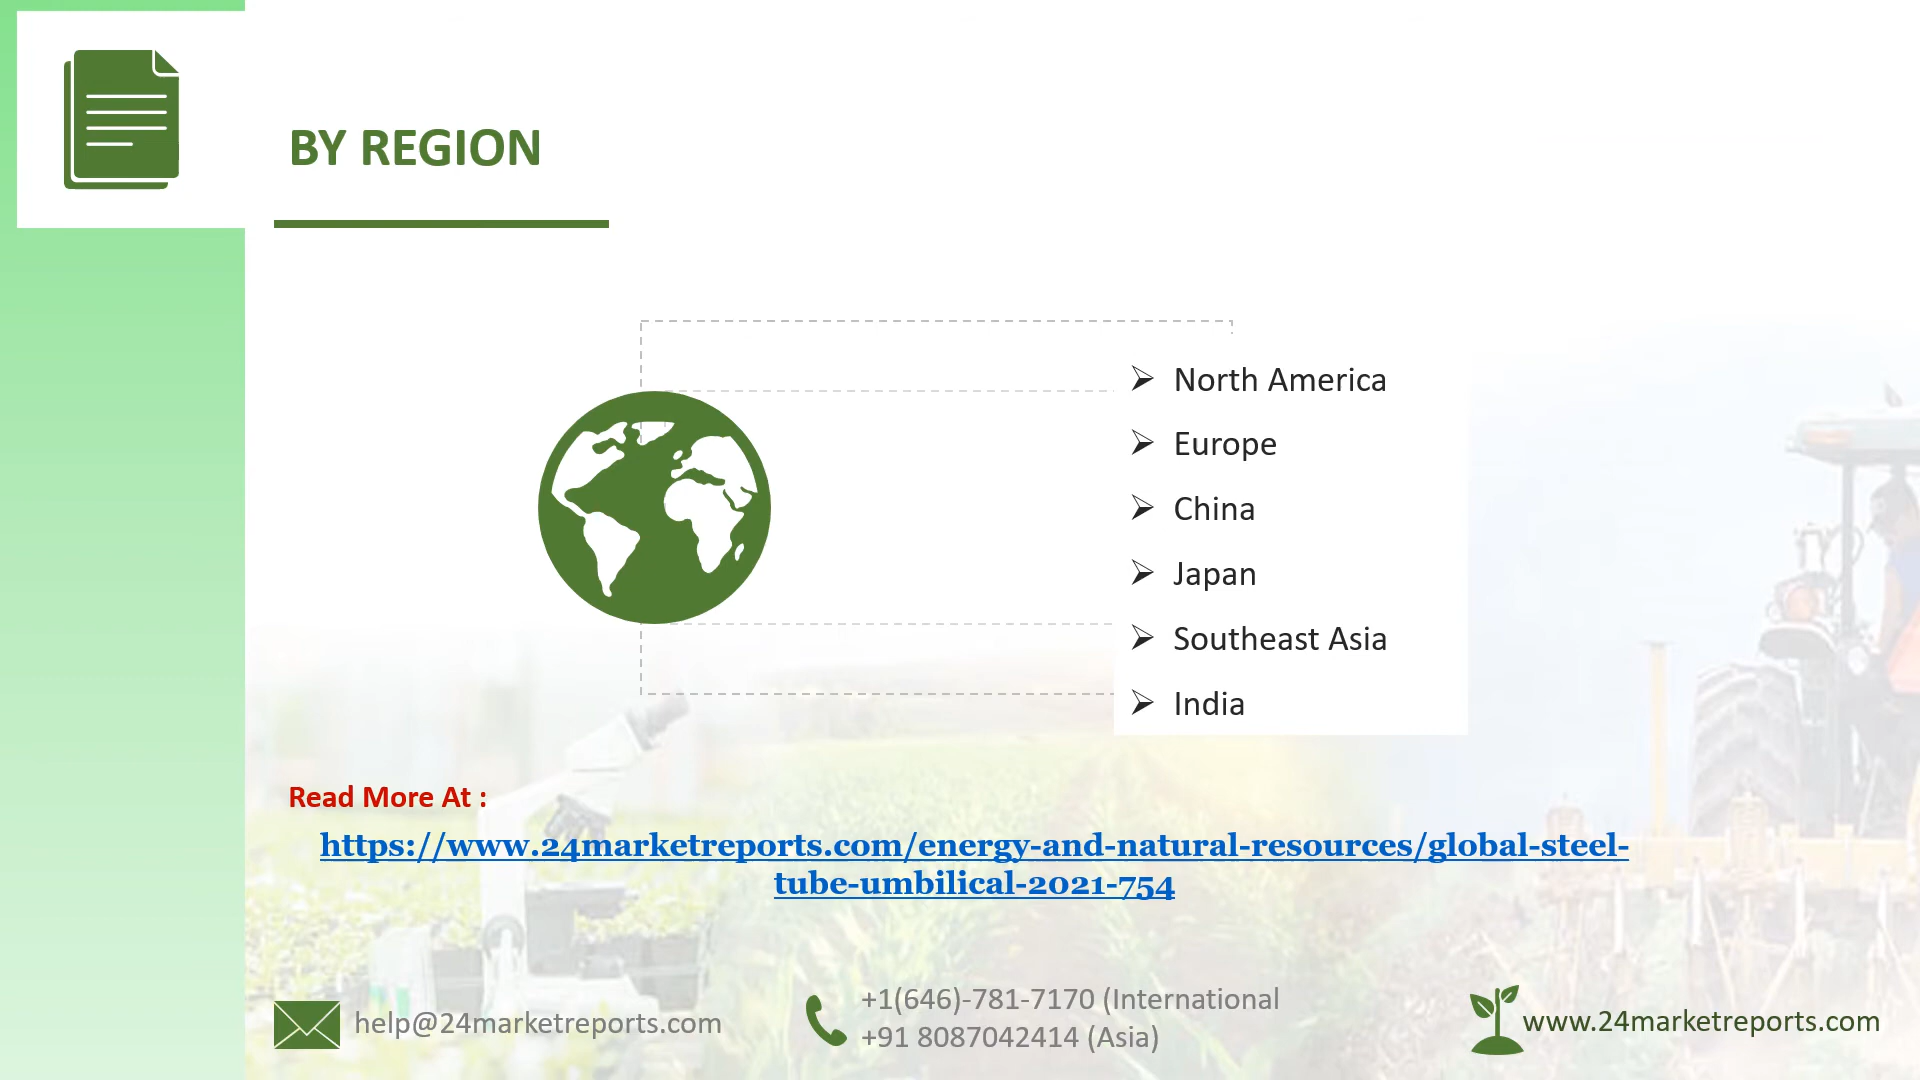 BY REGION
➢ North America
➢ Europe
➢ China
➢ Japan
➢ Southeast Asia
➢ India
Read More At :
https://www.24marketreports.com/energy-and-natural-resources/global-steel-
tube-umbilical-2021-754
help@24marketreports.com
+1(646)-781-7170 (International
+91 8087042414 (Asia)
www.24marketreports.com